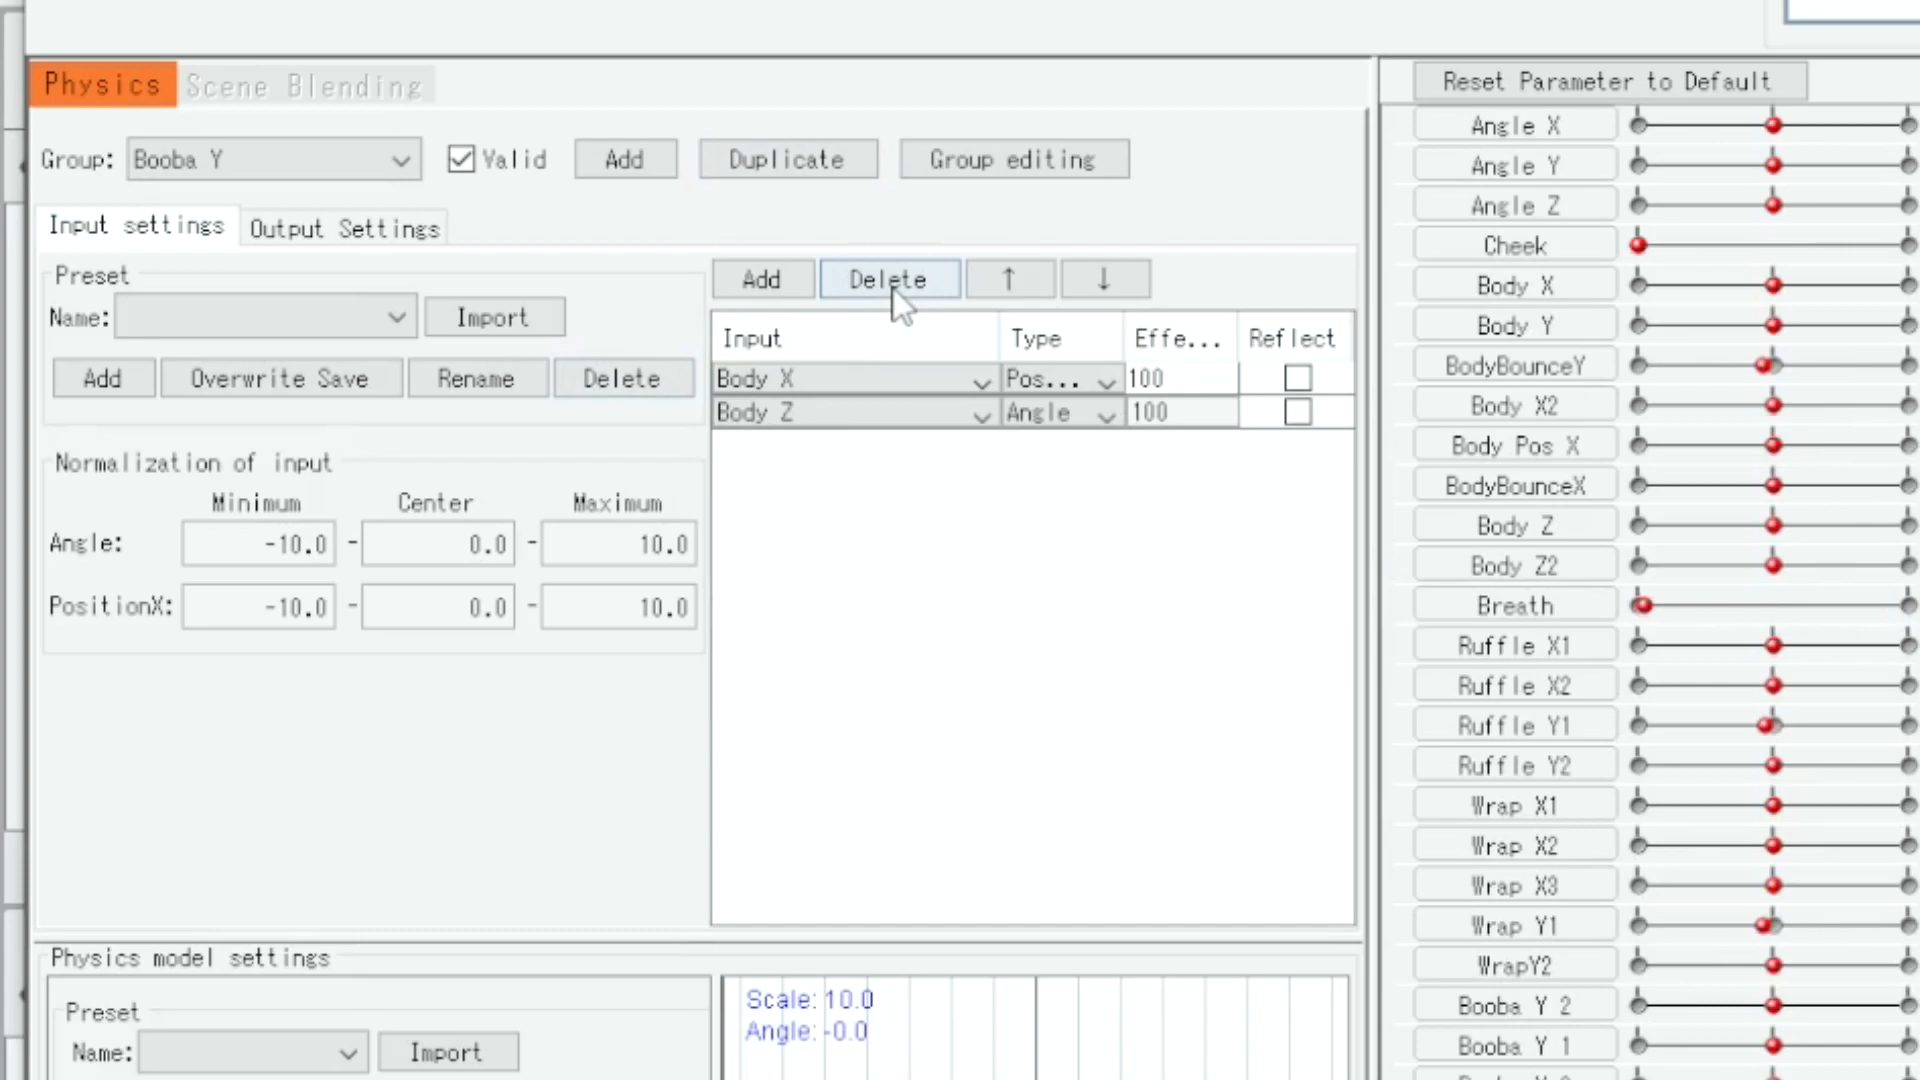 Physics Scene Blending
Group: Booba Y Valid Add Duplicate Group editing
Input settings Output Settings
Preset
Name: Import
Add Overwrite Save Rename Delete
Normalization of input
Minimum Center Maximum
Angle: -10.0 - 0.0 - 10.0
PositionX: -10.0 - 0.0 - 10.0
Add Delete ↑ ↓
Input Type Effe... Reflect
Body X Pos... 100
Body Z Angle 100
Physics model settings
Preset
Name: Import
Scale: 10.0
Angle: -0.0
Reset Parameter to Default
Angle X
Angle Y
Angle Z
Cheek
Body X
Body Y
BodyBounceY
Body X2
Body Pos X
BodyBounceX
Body Z
Body Z2
Breath
Ruffle X1
Ruffle X2
Ruffle Y1
Ruffle Y2
Wrap X1
Wrap X2
Wrap X3
Wrap Y1
WrapY2
Booba Y 2
Booba Y 1